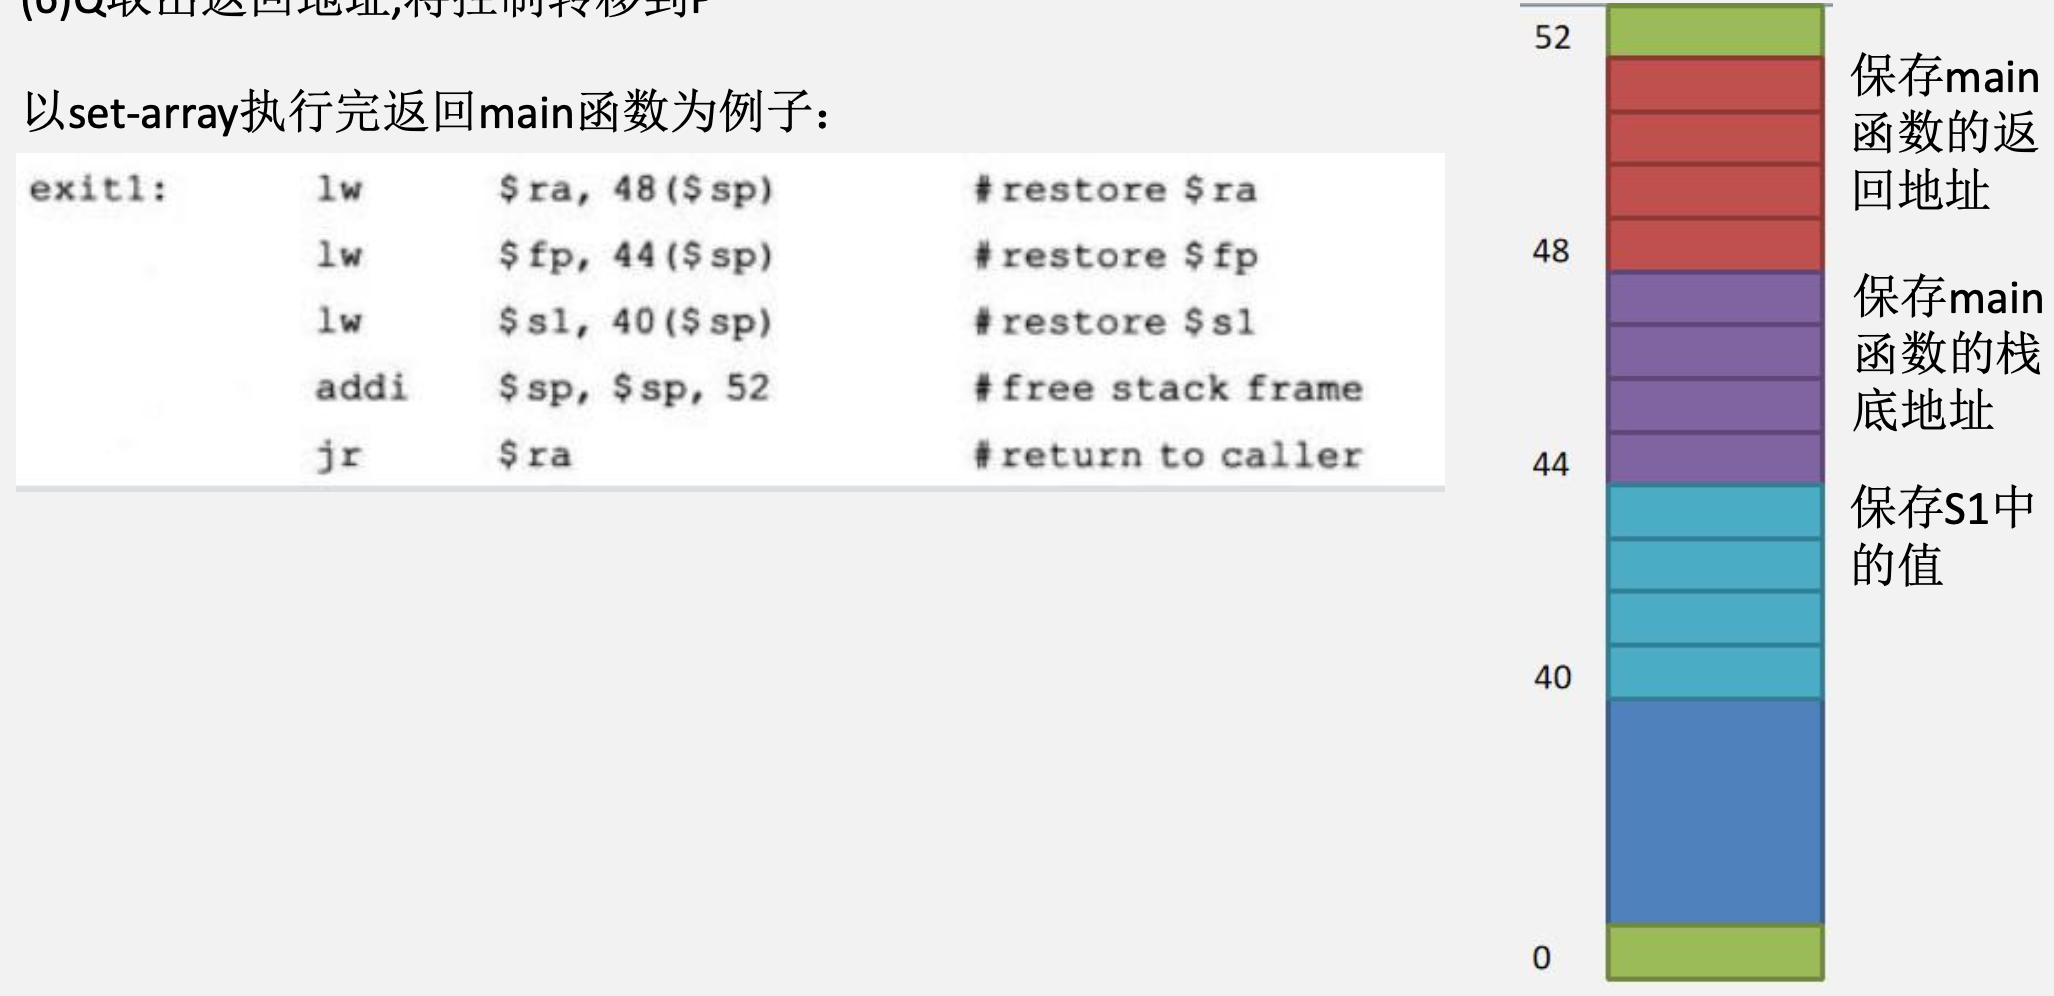 (6)Q取出返回地址,将控制转移到P
以set-array执行完返回main函数为例子：
exit1: lw $ra, 48($sp) #restore $ra
lw $fp, 44($sp) #restore $fp
lw $s1, 40($sp) #restore $s1
addi $sp, $sp, 52 #free stack frame
jr $ra #return to caller
52
保存main
函数的返
回地址
48
保存main
函数的栈
底地址
44
保存S1中
的值
40
0